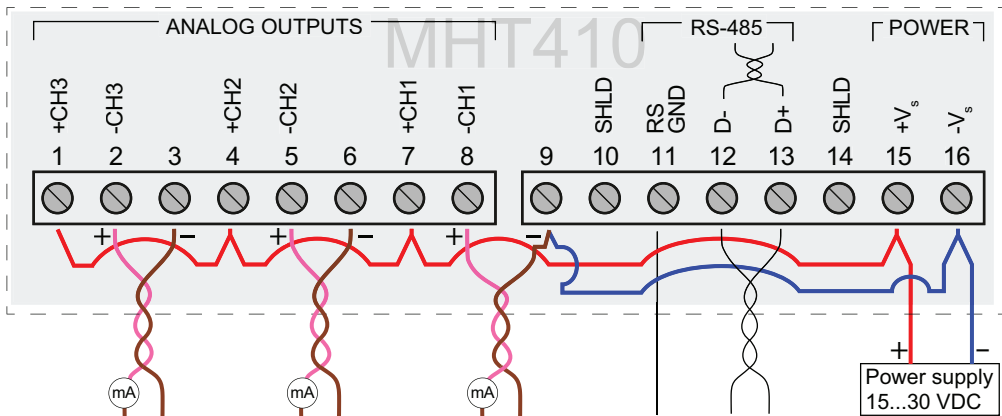 MHT410
ANALOG OUTPUTS
RS-485
POWER
+CH3
-CH3
+CH2
-CH2
+CH1
-CH1
SHLD
RS
GND
D-
D+
SHLD
+Vs
-Vs
1 2 3 4 5 6 7 8 9 10 11 12 13 14 15 16
+ − + − + −
+ −
mA mA mA
Power supply
15...30 VDC